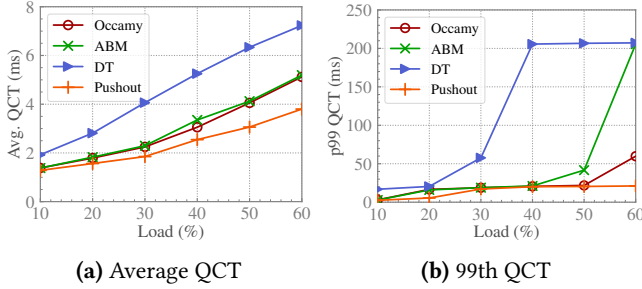 8
6
4
2
0
Avg. QCT (ms)
Occamy
ABM
DT
Pushout
10 20 30 40 50 60
Load (%)
(a) Average QCT
250
200
150
100
50
0
p99 QCT (ms)
Occamy
ABM
DT
Pushout
10 20 30 40 50 60
Load (%)
(b) 99th QCT